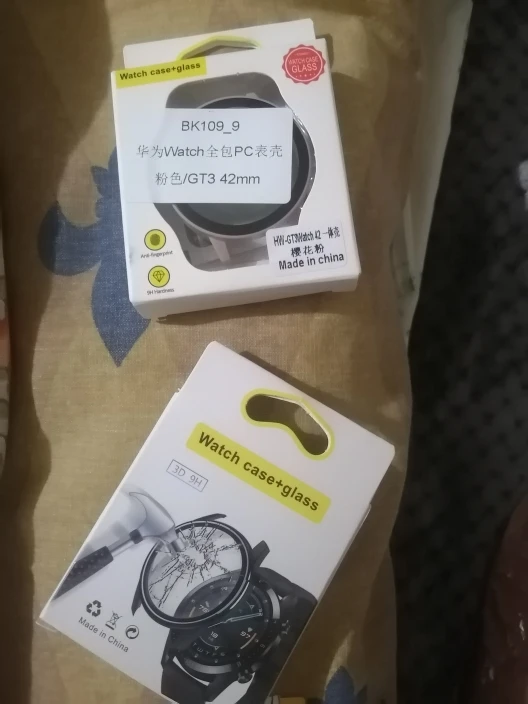 Watch case+glass
WATCH CASE
GLASS
BK109_9
华为Watch全包PC表壳
粉色/GT3 42mm
HW-GT3Watch 42 一体壳
樱花粉
Made in china
Anti-fingerprint
9H Hardness
Watch case+glass
3D 9H
Made in China